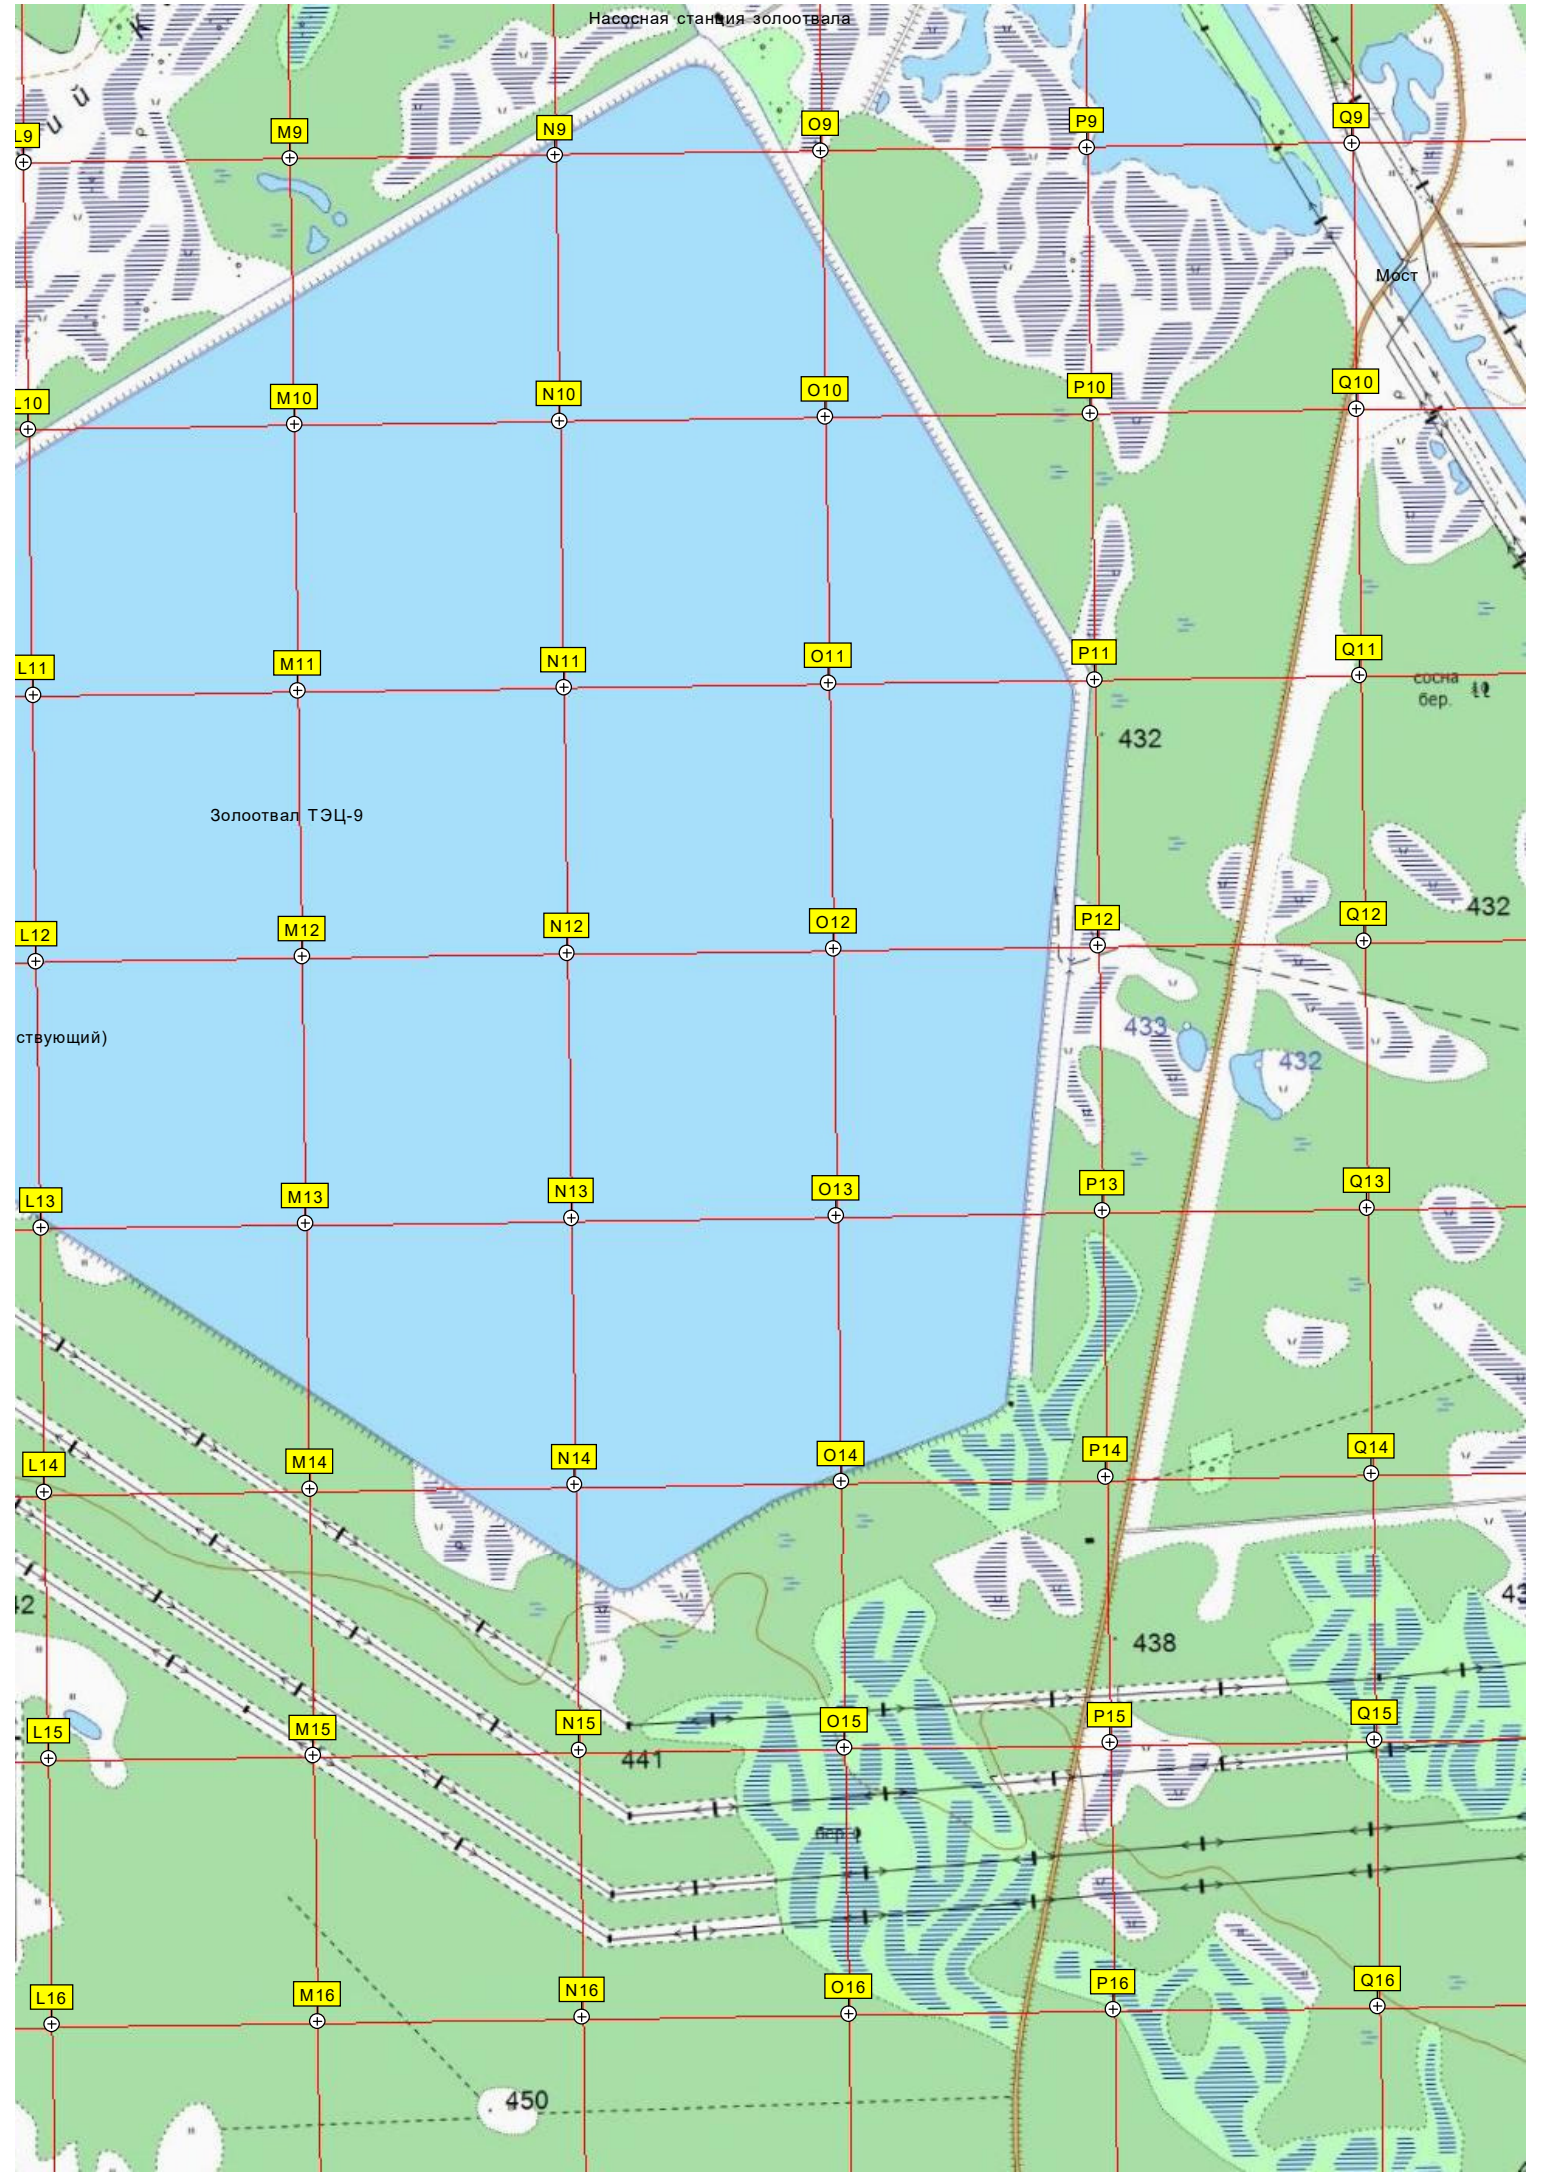 Насосная станция золоотвала
К
и й
L9 M9 N9 O9 P9 Q9
Мост
L10 M10 N10 O10 P10 Q10
L11 M11 N11 O11 P11 Q11
сосна
бер.
432
Золоотвал ТЭЦ-9
L12 M12 N12 O12 P12 Q12
432
433
ствующий)
432
L13 M13 N13 O13 P13 Q13
L14 M14 N14 O14 P14 Q14
42
43
438
L15 M15 N15 O15 P15 Q15
441
бер.
L16 M16 N16 O16 P16 Q16
450